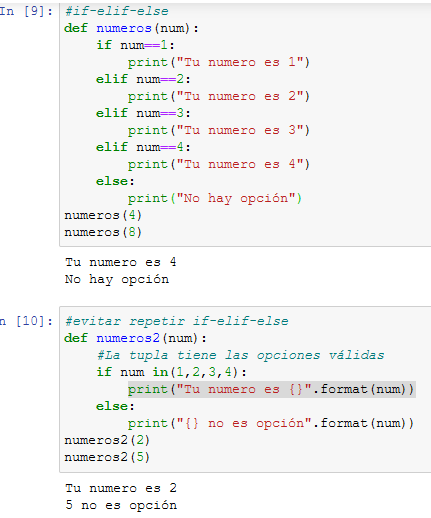 In [9]: #if-elif-else
def numeros(num):
    if num==1:
        print("Tu numero es 1")
    elif num==2:
        print("Tu numero es 2")
    elif num==3:
        print("Tu numero es 3")
    elif num==4:
        print("Tu numero es 4")
    else:
        print("No hay opción")
numeros(4)
numeros(8)
Tu numero es 4
No hay opción
n [10]: #evitar repetir if-elif-else
def numeros2(num):
    #La tupla tiene las opciones válidas
    if num in(1,2,3,4):
        print("Tu numero es {}".format(num))
    else:
        print("{} no es opción".format(num))
numeros2(2)
numeros2(5)
Tu numero es 2
5 no es opción